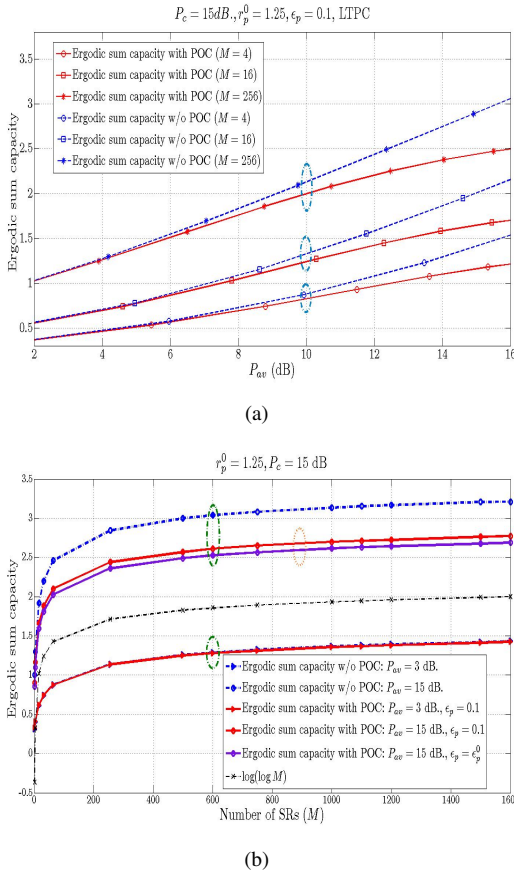 P_c = 15dB., r_p^0 = 1.25, ϵ_p = 0.1, LTPC
Ergodic sum capacity
3.5
3
2.5
2
1.5
1
0.5
Ergodic sum capacity with POC (M = 4)
Ergodic sum capacity with POC (M = 16)
Ergodic sum capacity with POC (M = 256)
Ergodic sum capacity w/o POC (M = 4)
Ergodic sum capacity w/o POC (M = 16)
Ergodic sum capacity w/o POC (M = 256)
2 4 6 8 10 12 14 16
P_av (dB)
(a)
r_p^0 = 1.25, P_c = 15 dB
Ergodic sum capacity
3.5
3
2.5
2
1.5
1
0.5
0
-0.5
Ergodic sum capacity w/o POC: P_av = 3 dB.
Ergodic sum capacity w/o POC: P_av = 15 dB.
Ergodic sum capacity with POC: P_av = 3 dB., ϵ_p = 0.1
Ergodic sum capacity with POC: P_av = 15 dB., ϵ_p = 0.1
Ergodic sum capacity with POC: P_av = 15 dB., ϵ_p = ϵ_p^0
log(log M)
0 200 400 600 800 1000 1200 1400 1600
Number of SRs (M)
(b)